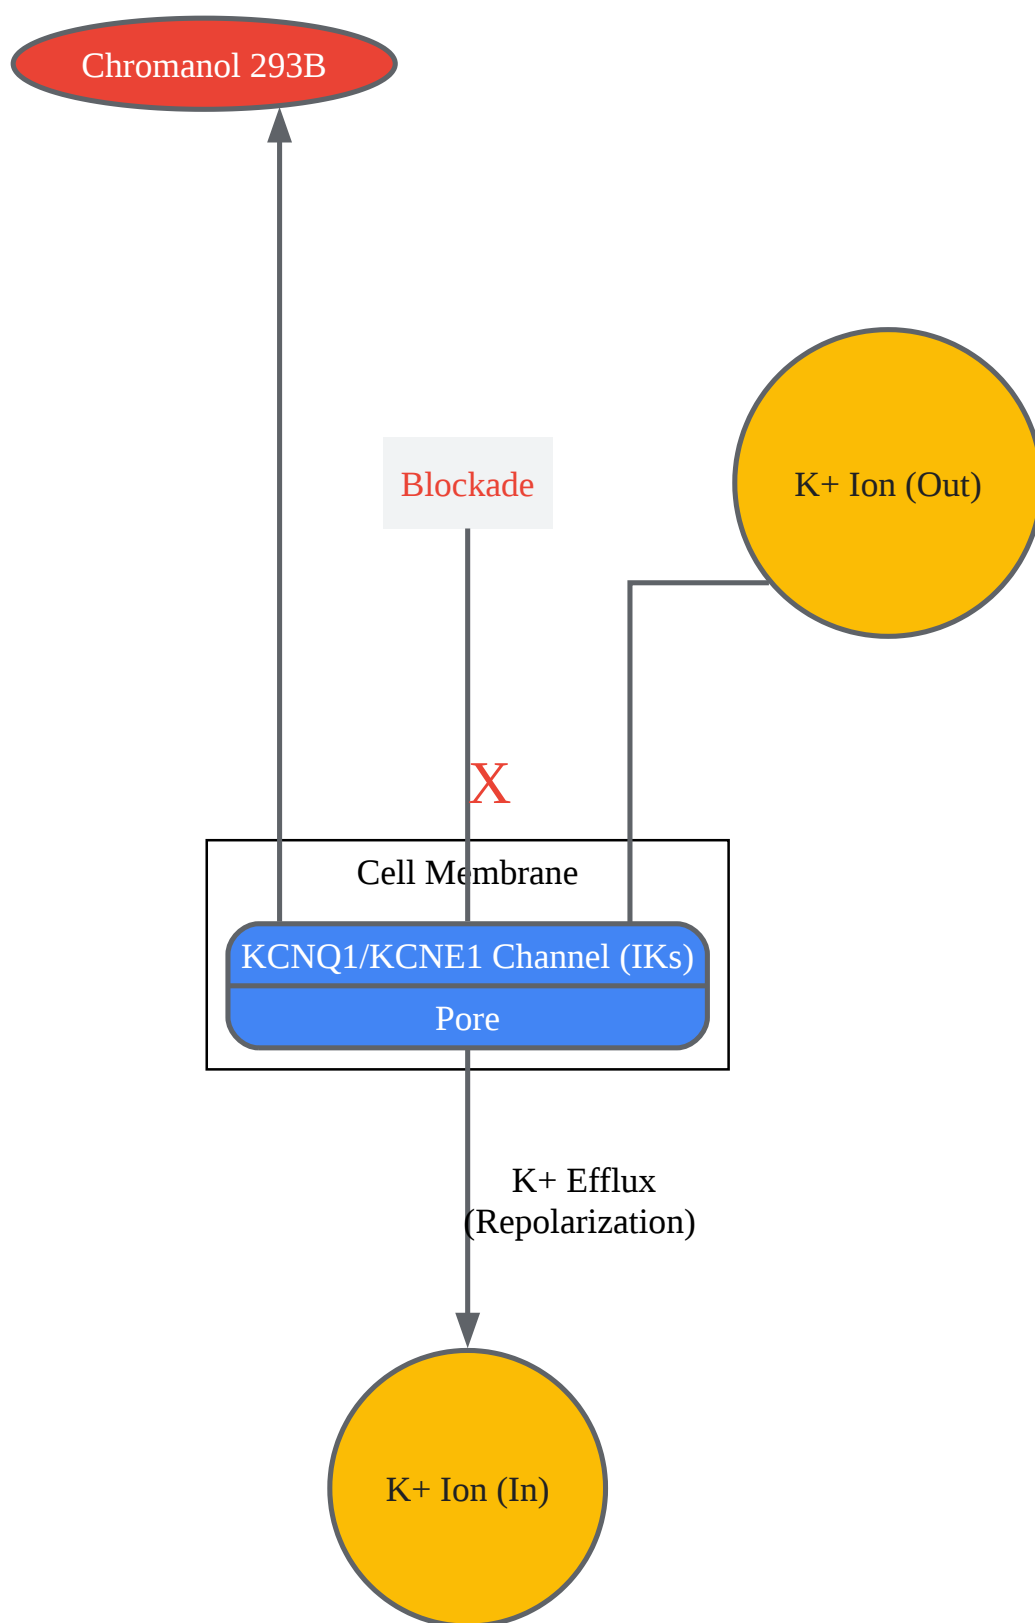 Chromanol 293B
Blockade
K+ Ion (Out)
X
Cell Membrane
KCNQ1/KCNE1 Channel (IKs)
Pore
K+ Efflux
(Repolarization)
K+ Ion (In)